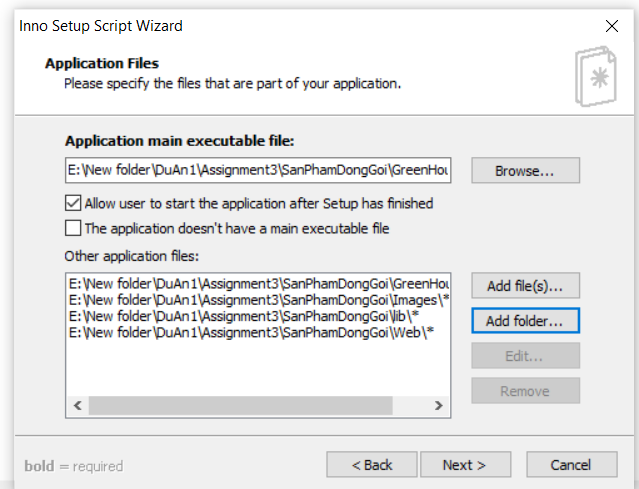 Inno Setup Script Wizard
Application Files
Please specify the files that are part of your application.
Application main executable file:
E:\New folder\DuAn1\Assignment3\SanPhamDongGoi\GreenHou
Browse...
Allow user to start the application after Setup has finished
The application doesn't have a main executable file
Other application files:
E:\New folder\DuAn1\Assignment3\SanPhamDongGoi\GreenHou
E:\New folder\DuAn1\Assignment3\SanPhamDongGoi\Images\*
E:\New folder\DuAn1\Assignment3\SanPhamDongGoi\lib\*
E:\New folder\DuAn1\Assignment3\SanPhamDongGoi\Web\*
Add file(s)...
Add folder...
Edit...
Remove
bold = required
< Back
Next >
Cancel